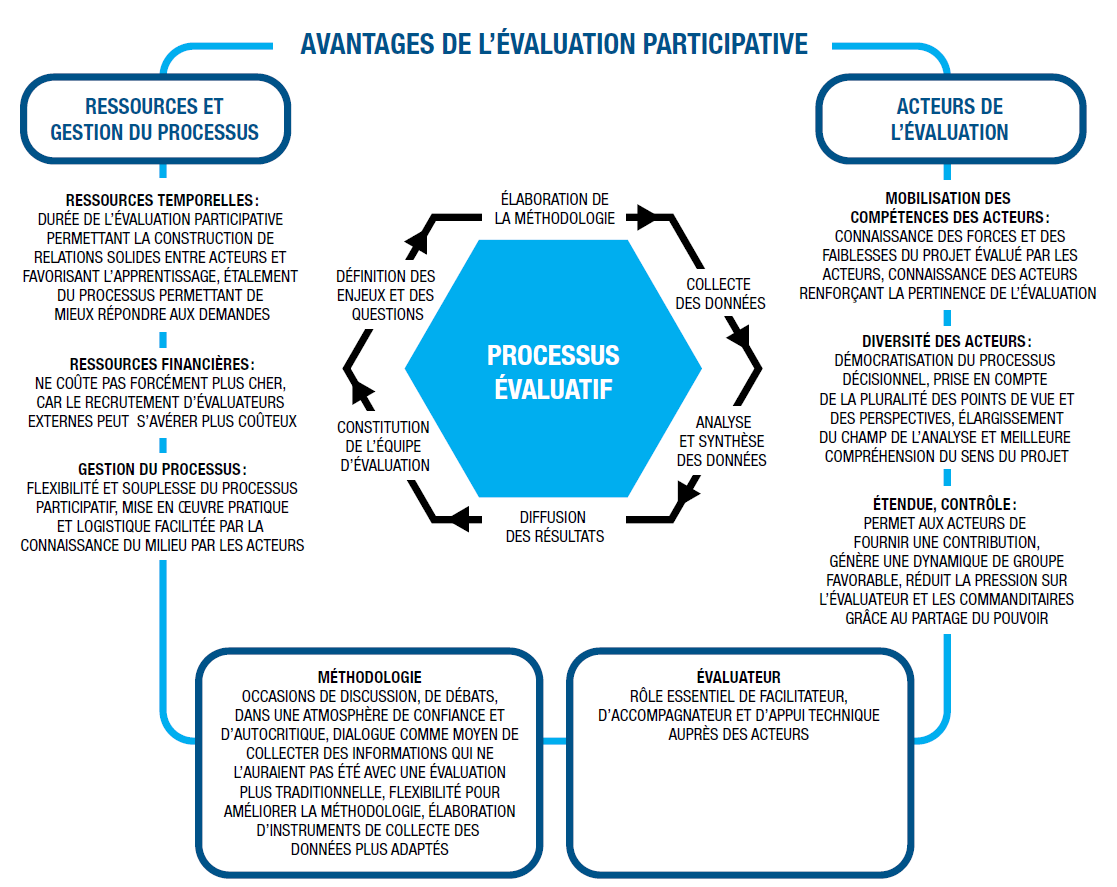 AVANTAGES DE L'ÉVALUATION PARTICIPATIVE
RESSOURCES ET
GESTION DU PROCESSUS
RESSOURCES TEMPORELLES :
DURÉE DE L'ÉVALUATION PARTICIPATIVE
PERMETTANT LA CONSTRUCTION DE
RELATIONS SOLIDES ENTRE ACTEURS ET
FAVORISANT L'APPRENTISSAGE, ÉTALEMENT
DU PROCESSUS PERMETTANT DE
MIEUX RÉPONDRE AUX DEMANDES
RESSOURCES FINANCIÈRES :
NE COÛTE PAS FORCÉMENT PLUS CHER,
CAR LE RECRUTEMENT D'ÉVALUATEURS
EXTERNES PEUT S'AVÉRER PLUS COÛTEUX
GESTION DU PROCESSUS :
FLEXIBILITÉ ET SOUPLESSE DU PROCESSUS
PARTICIPATIF, MISE EN ŒUVRE PRATIQUE
ET LOGISTIQUE FACILITÉE PAR LA
CONNAISSANCE DU MILIEU PAR LES ACTEURS
ÉLABORATION DE
LA MÉTHODOLOGIE
COLLECTE
DES DONNÉES
ANALYSE
ET SYNTHÈSE
DES DONNÉES
DIFFUSION
DES RÉSULTATS
CONSTITUTION
DE L'ÉQUIPE
D'ÉVALUATION
DÉFINITION DES
ENJEUX ET DES
QUESTIONS
PROCESSUS
ÉVALUATIF
ACTEURS DE
L'ÉVALUATION
MOBILISATION DES
COMPÉTENCES DES ACTEURS :
CONNAISSANCE DES FORCES ET DES
FAIBLESSES DU PROJET ÉVALUÉ PAR LES
ACTEURS, CONNAISSANCE DES ACTEURS
RENFORÇANT LA PERTINENCE DE L'ÉVALUATION
DIVERSITÉ DES ACTEURS :
DÉMOCRATISATION DU PROCESSUS
DÉCISIONNEL, PRISE EN COMPTE
DE LA PLURALITÉ DES POINTS DE VUE ET
DES PERSPECTIVES, ÉLARGISSEMENT
DU CHAMP DE L'ANALYSE ET MEILLEURE
COMPRÉHENSION DU SENS DU PROJET
ÉTENDUE, CONTRÔLE :
PERMET AUX ACTEURS DE
FOURNIR UNE CONTRIBUTION,
GÉNÈRE UNE DYNAMIQUE DE GROUPE
FAVORABLE, RÉDUIT LA PRESSION SUR
L'ÉVALUATEUR ET LES COMMANDITAIRES
GRÂCE AU PARTAGE DU POUVOIR
MÉTHODOLOGIE
OCCASIONS DE DISCUSSION, DE DÉBATS,
DANS UNE ATMOSPHÈRE DE CONFIANCE ET
D'AUTOCRITIQUE, DIALOGUE COMME MOYEN DE
COLLECTER DES INFORMATIONS QUI NE
L'AURAIENT PAS ÉTÉ AVEC UNE ÉVALUATION
PLUS TRADITIONNELLE, FLEXIBILITÉ POUR
AMÉLIORER LA MÉTHODOLOGIE, ÉLABORATION
D'INSTRUMENTS DE COLLECTE DES
DONNÉES PLUS ADAPTÉS
ÉVALUATEUR
RÔLE ESSENTIEL DE FACILITATEUR,
D'ACCOMPAGNATEUR ET D'APPUI TECHNIQUE
AUPRÈS DES ACTEURS